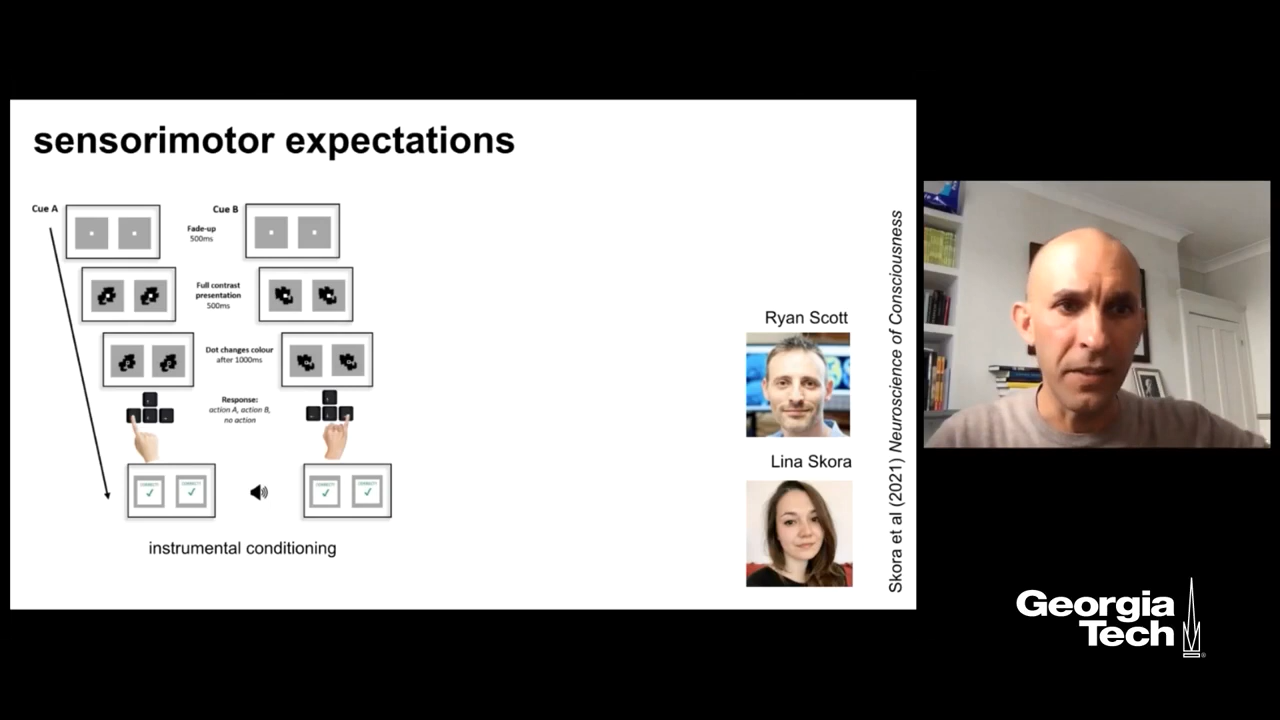 sensorimotor expectations
Cue A
Cue B
Fade-up
500ms
Full contrast
presentation
500ms
Dot changes colour
after 1000ms
Response:
action A, action B,
no action
instrumental conditioning
Ryan Scott
Lina Skora
Skora et al (2021) Neuroscience of Consciousness
Georgia
Tech